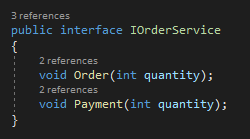 3 references
public interface IOrderService
{
2 references
void Order(int quantity);
2 references
void Payment(int quantity);
}